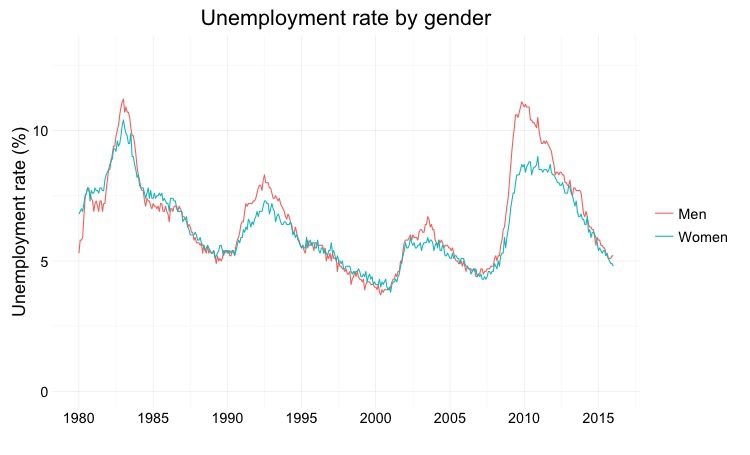 Unemployment rate by gender
Unemployment rate (%)
10
5
0
1980 1985 1990 1995 2000 2005 2010 2015
Men
Women